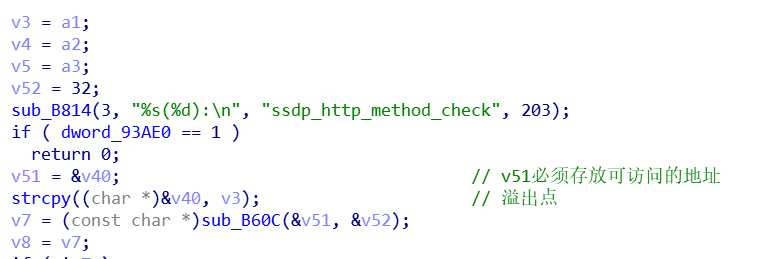 v3 = a1;
v4 = a2;
v5 = a3;
v52 = 32;
sub_B814(3, "%s(%d):\n", "ssdp_http_method_check", 203);
if ( dword_93AE0 == 1 )
return 0;
v51 = &v40; // v51必须存放可访问的地址
strcpy((char *)&v40, v3); // 溢出点
v7 = (const char *)sub_B60C(&v51, &v52);
v8 = v7;